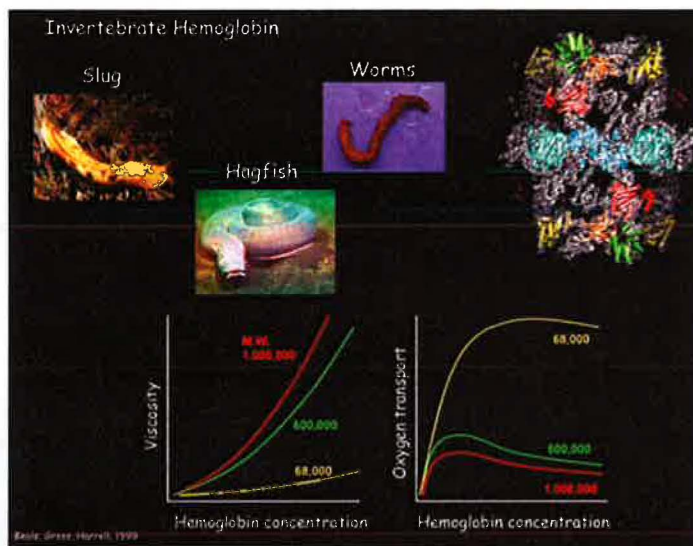 Invertebrate Hemoglobin
Slug
Worms
Hagfish
M.W.
1,000,000
600,000
68,000
Viscosity
Hemoglobin concentration
68,000
600,000
1,000,000
Oxygen transport
Hemoglobin concentration
1999